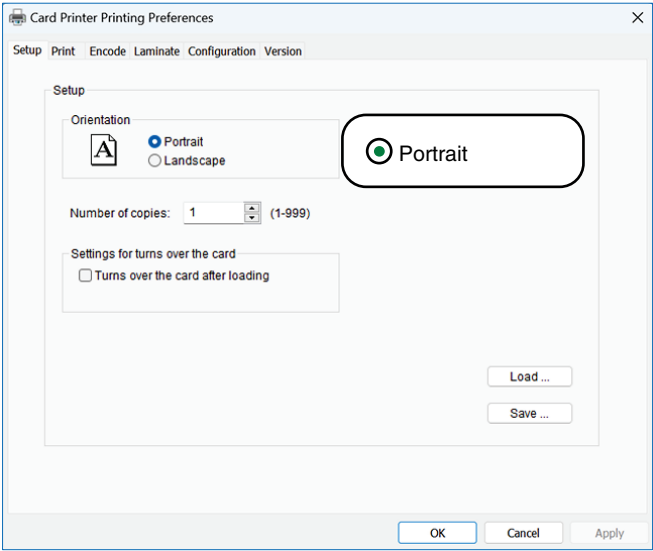 Card Printer Printing Preferences
Setup Print Encode Laminate Configuration Version
Setup
Orientation
A
Portrait
Landscape
Portrait
Number of copies: 1 (1-999)
Settings for turns over the card
Turns over the card after loading
Load ...
Save ...
OK Cancel Apply